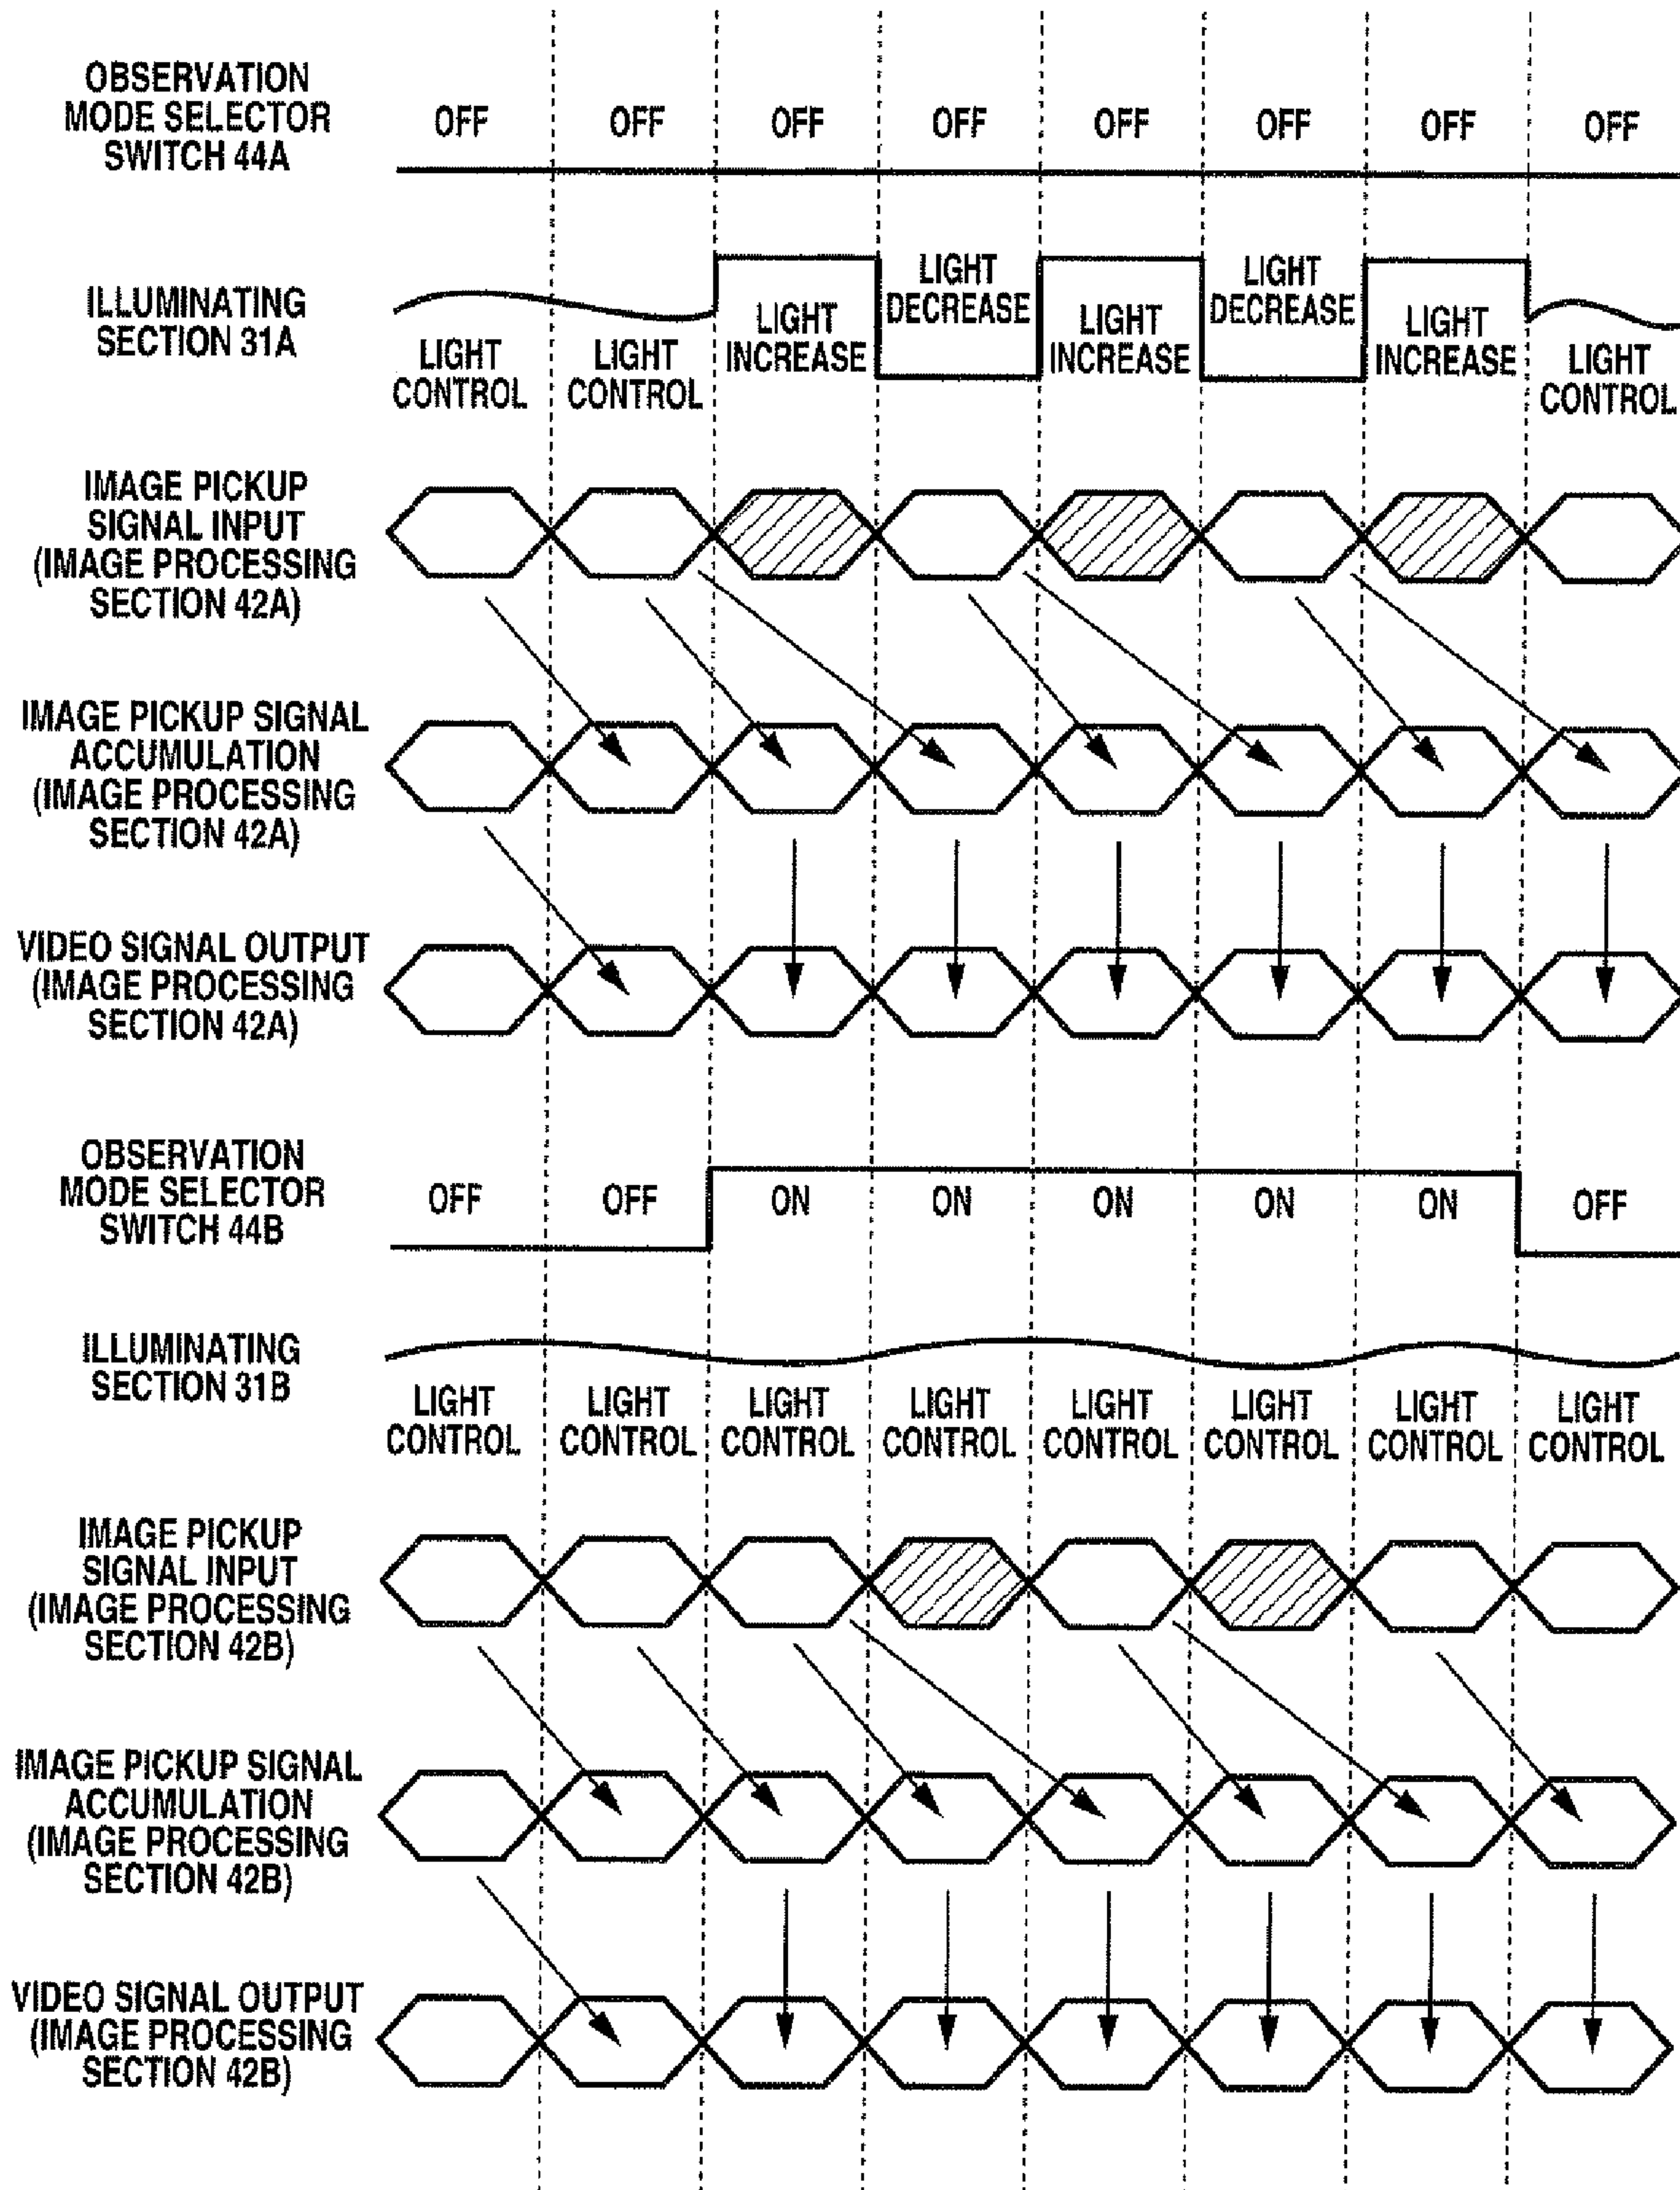 OBSERVATION
MODE SELECTOR
SWITCH 44A
OFF OFF OFF OFF OFF OFF OFF OFF
ILLUMINATING
SECTION 31A
LIGHT
CONTROL
LIGHT
CONTROL
LIGHT
INCREASE
LIGHT
DECREASE
LIGHT
INCREASE
LIGHT
DECREASE
LIGHT
INCREASE
LIGHT
CONTROL
IMAGE PICKUP
SIGNAL INPUT
(IMAGE PROCESSING
SECTION 42A)
IMAGE PICKUP SIGNAL
ACCUMULATION
(IMAGE PROCESSING
SECTION 42A)
VIDEO SIGNAL OUTPUT
(IMAGE PROCESSING
SECTION 42A)
OBSERVATION
MODE SELECTOR
SWITCH 44B
OFF OFF ON ON ON ON ON OFF
ILLUMINATING
SECTION 31B
LIGHT
CONTROL
LIGHT
CONTROL
LIGHT
CONTROL
LIGHT
CONTROL
LIGHT
CONTROL
LIGHT
CONTROL
LIGHT
CONTROL
LIGHT
CONTROL
IMAGE PICKUP
SIGNAL INPUT
(IMAGE PROCESSING
SECTION 42B)
IMAGE PICKUP SIGNAL
ACCUMULATION
(IMAGE PROCESSING
SECTION 42B)
VIDEO SIGNAL OUTPUT
(IMAGE PROCESSING
SECTION 42B)